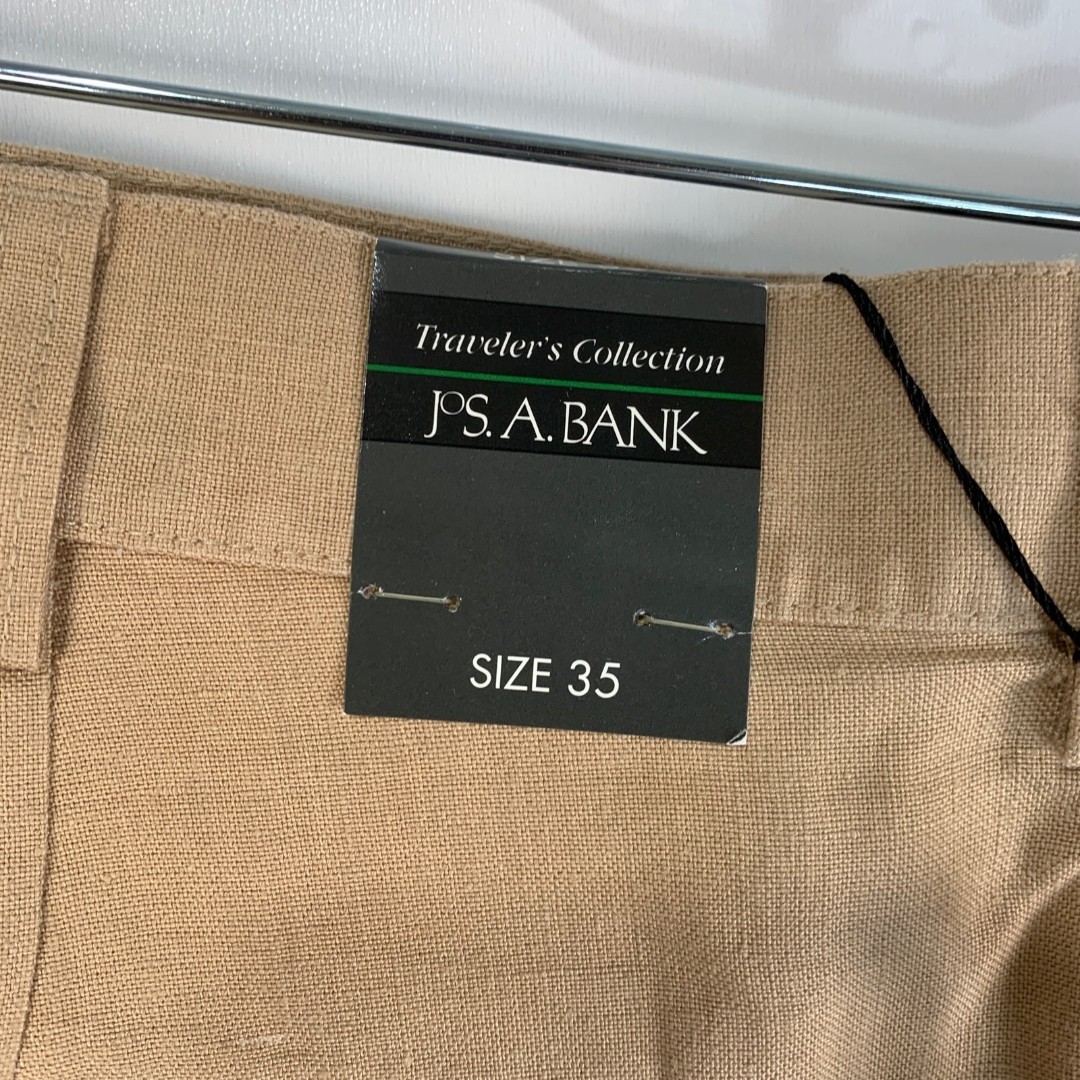 Traveler's Collection
JOS. A. BANK
SIZE 35